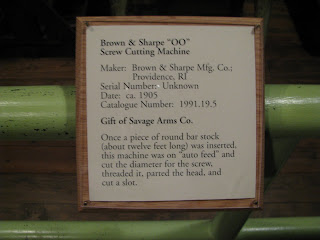 Brown & Sharpe "OO"
Screw Cutting Machine
Maker: Brown & Sharpe Mfg. Co.;
Providence, RI
Serial Number: Unknown
Date: ca. 1905
Catalogue Number: 1991.19.5
Gift of Savage Arms Co.
Once a piece of round bar stock
(about twelve feet long) was inserted,
this machine was on "auto feed" and
cut the diameter for the screw,
threaded it, parted the head, and
cut a slot.